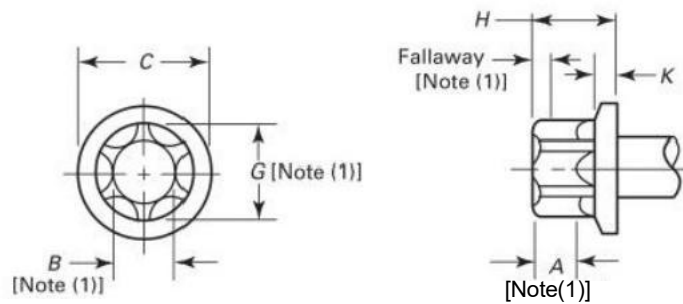 C
G [Note (1)]
B
[Note (1)]
H
Fallaway
[Note (1)]
K
A
[Note(1)]